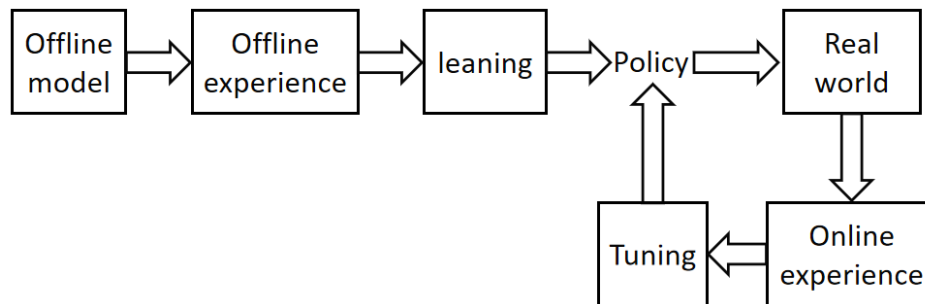 Offline
model
Offline
experience
leaning
Policy
Real
world
Tuning
Online
experience